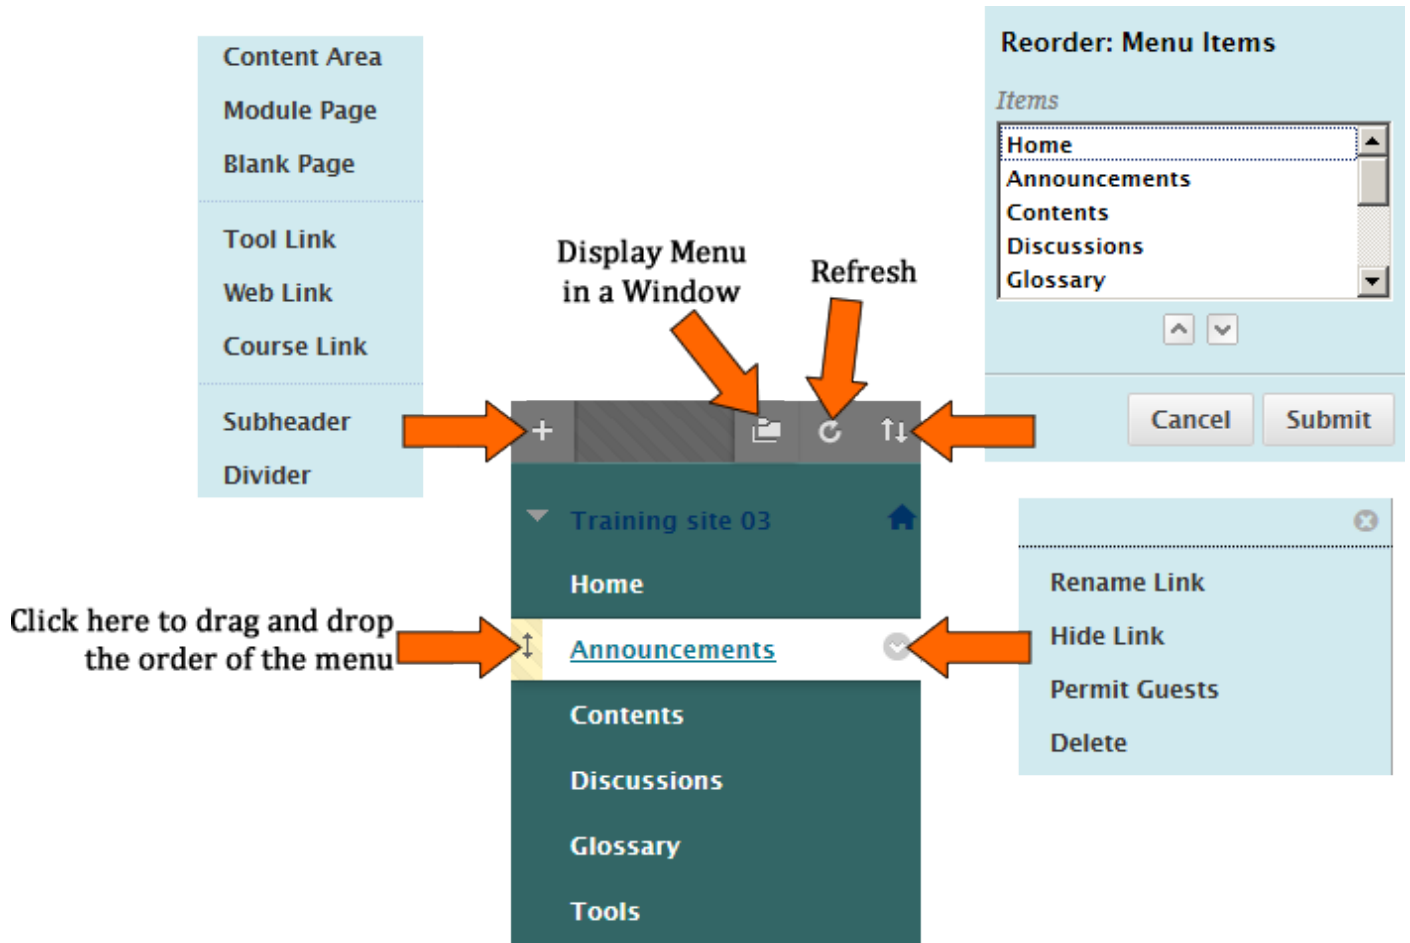 Content Area
Module Page
Blank Page
Tool Link
Web Link
Course Link
Subheader
Divider
Display Menu
in a Window
Refresh
Reorder: Menu Items
Items
Home
Announcements
Contents
Discussions
Glossary
Cancel
Submit
Training site 03
Home
Click here to drag and drop
the order of the menu
Announcements
Contents
Discussions
Glossary
Tools
Rename Link
Hide Link
Permit Guests
Delete